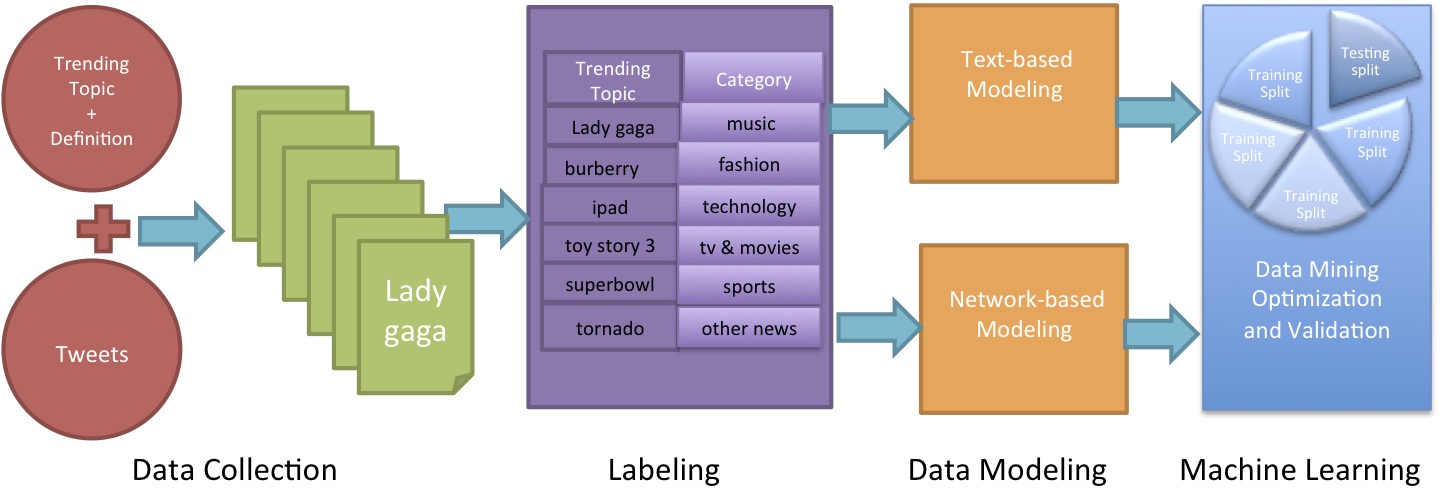 Trending
Topic
+
Definition
Tweets
Lady
gaga
Trending
Topic
Category
Lady gaga
music
burberry
fashion
ipad
technology
toy story 3
tv & movies
superbowl
sports
tornado
other news
Text-based
Modeling
Network-based
Modeling
Testing
split
Training
Split
Training
Split
Training
Split
Training
Split
Data Mining
Optimization
and Validation
Data Collection
Labeling
Data Modeling
Machine Learning